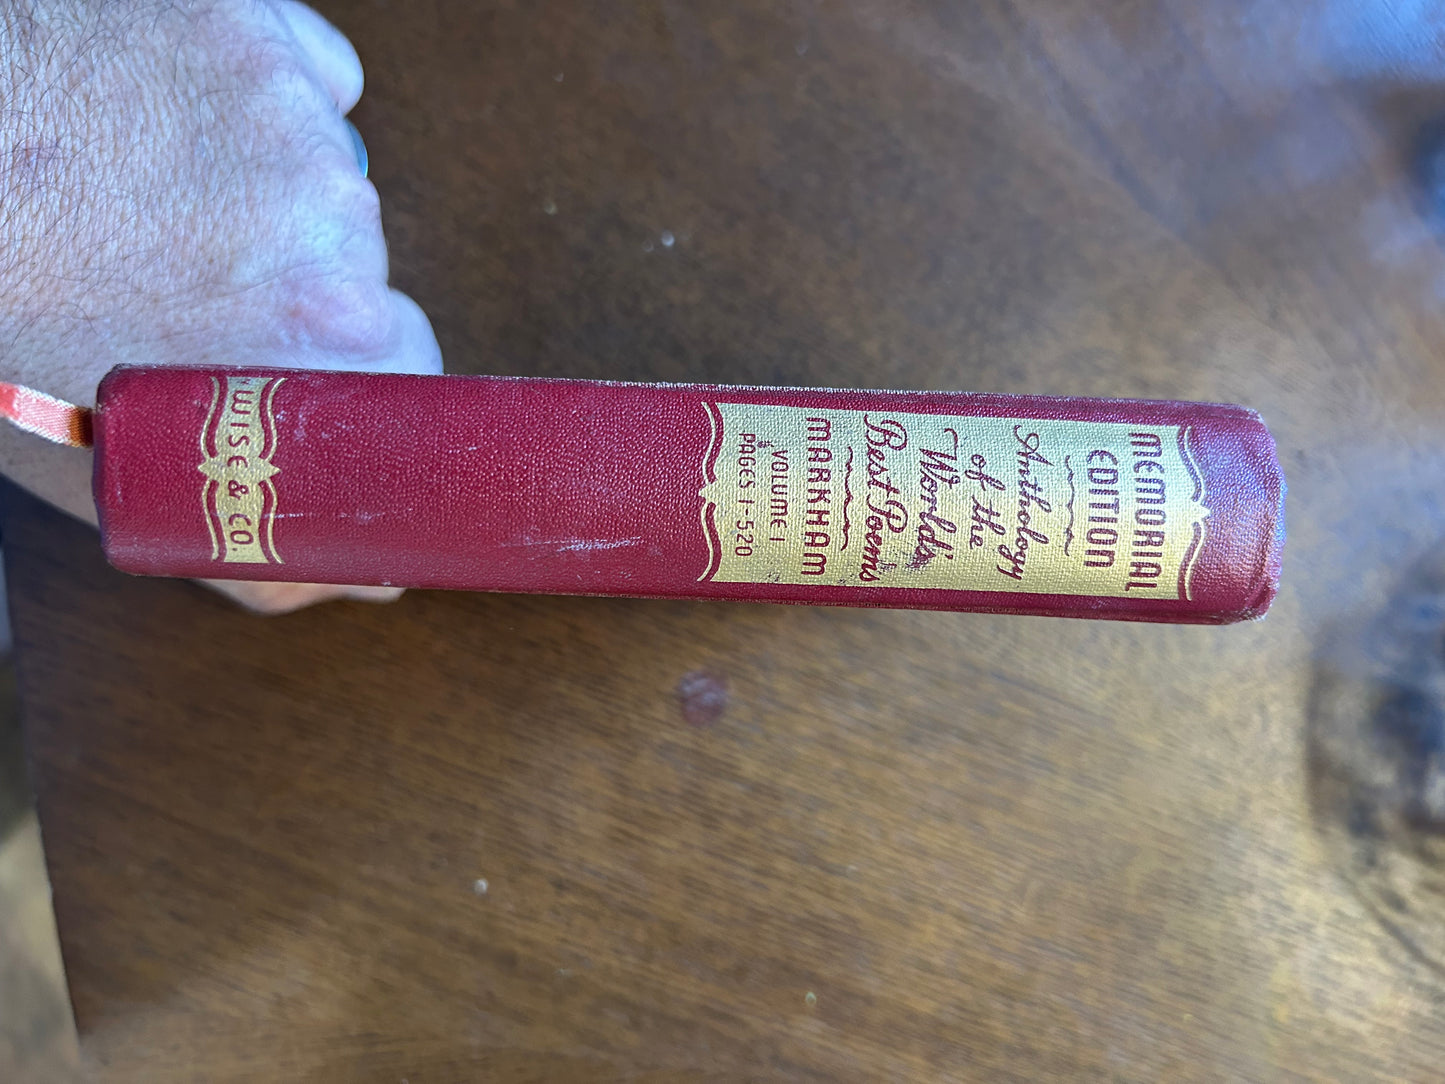 MEMORIAL
EDITION
Anthology
of the
World's
Best Poems
MARKHAM
VOLUME I
PAGES 1-520
WISE & CO.